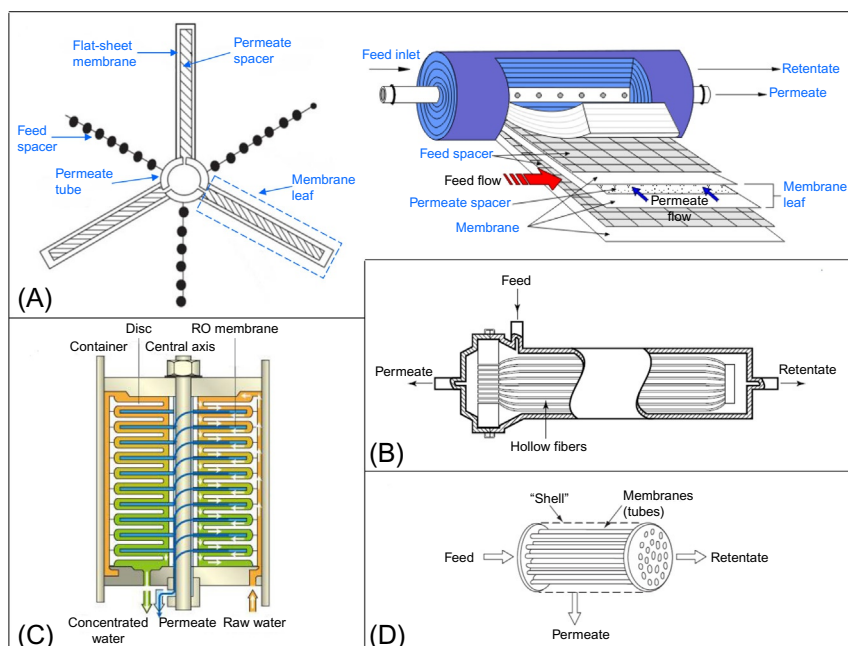 Flat-sheet
membrane
Permeate
spacer
Feed
spacer
Permeate
tube
Membrane
leaf
(A)
Feed inlet
Retentate
Permeate
Feed spacer
Feed flow
Permeate spacer
Membrane
Permeate
flow
Membrane
leaf
Feed
Permeate
Retentate
Hollow fibers
(B)
Disc
RO membrane
Container
Central axis
Concentrated
water
Permeate
Raw water
(C)
"Shell"
Membranes
(tubes)
Feed
Retentate
Permeate
(D)